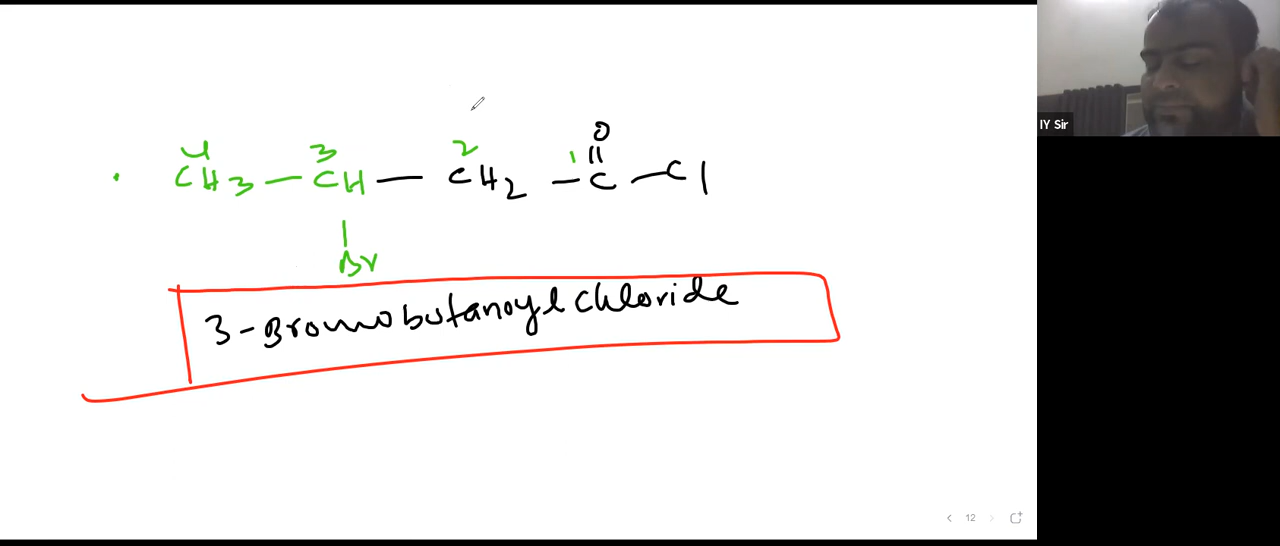 O
4 3 2 1 ||
CH3 — CH — CH2 — C — Cl
|
Br
3-Bromobutanoyl chloride
IY Sir
< 12 >